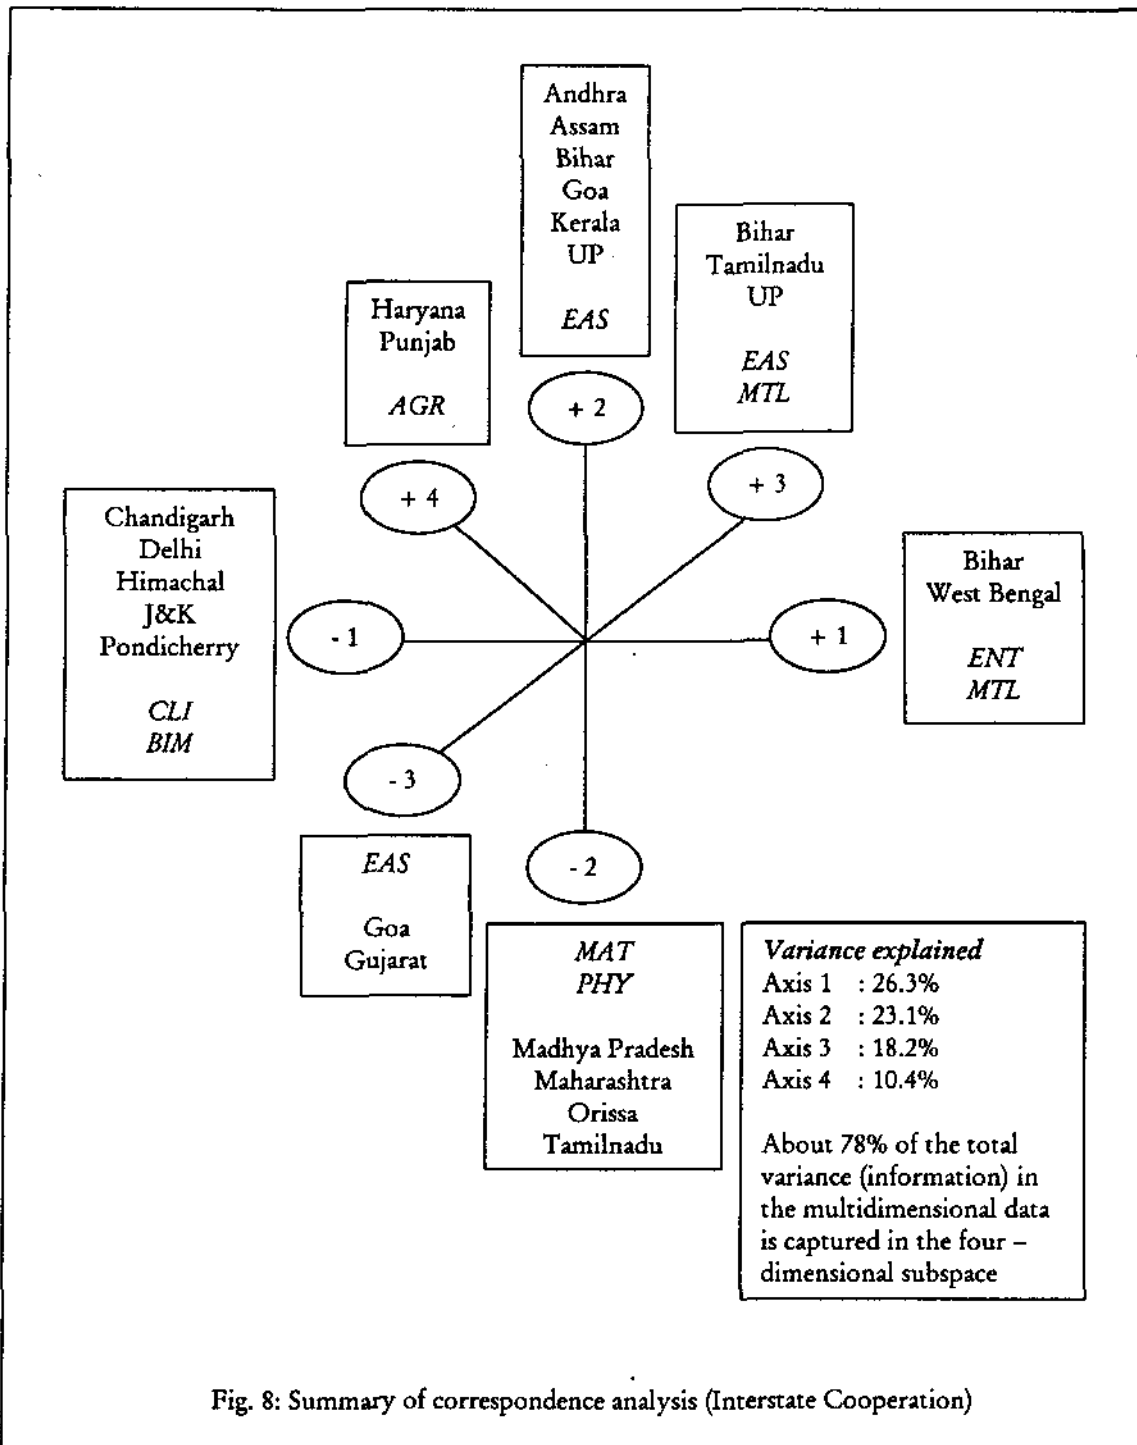 Andhra
Assam
Bihar
Goa
Kerala
UP
EAS
+ 2
Bihar
Tamilnadu
UP
EAS
MTL
+ 3
Haryana
Punjab
AGR
+ 4
Chandigarh
Delhi
Himachal
J&K
Pondicherry
CLI
BIM
- 1
Bihar
West Bengal
ENT
MTL
+ 1
- 3
EAS
Goa
Gujarat
- 2
MAT
PHY
Madhya Pradesh
Maharashtra
Orissa
Tamilnadu
Variance explained
Axis 1 : 26.3%
Axis 2 : 23.1%
Axis 3 : 18.2%
Axis 4 : 10.4%
About 78% of the total
variance (information) in
the multidimensional data
is captured in the four –
dimensional subspace
Fig. 8: Summary of correspondence analysis (Interstate Cooperation)